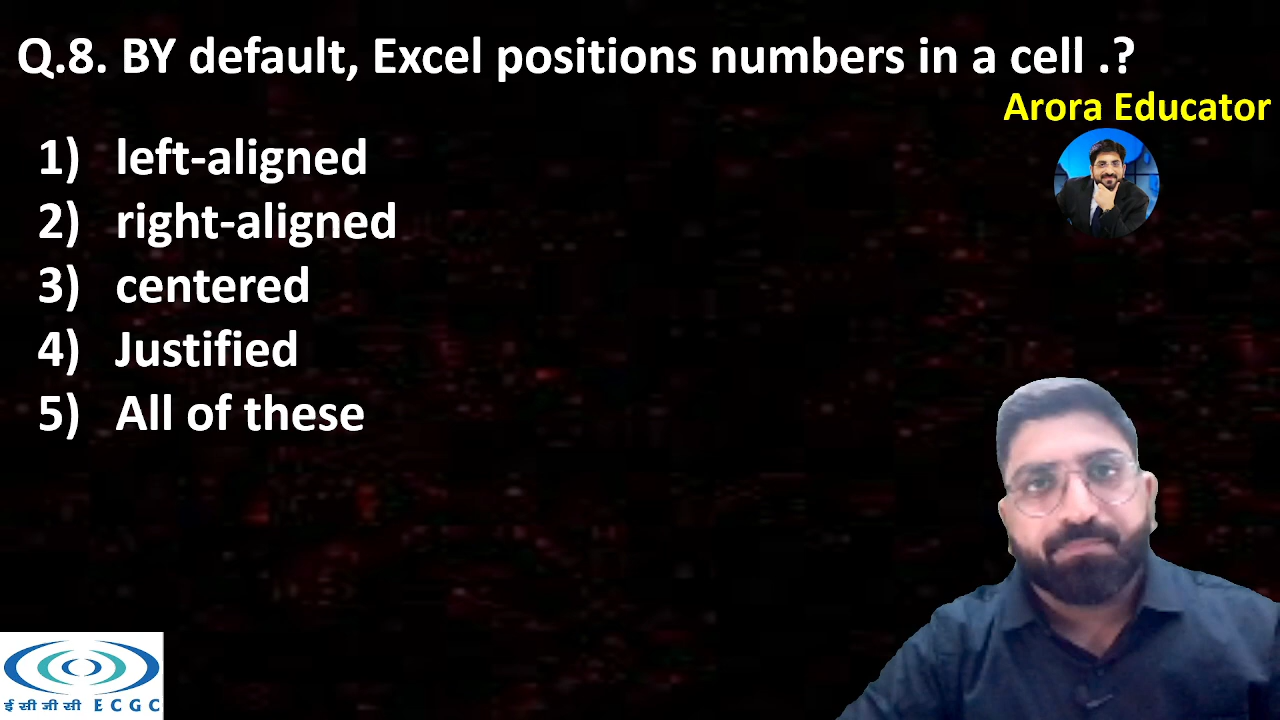 Q.8. BY default, Excel positions numbers in a cell .?
Arora Educator
1) left-aligned
2) right-aligned
3) centered
4) Justified
5) All of these
ई सी जी सी E C G C